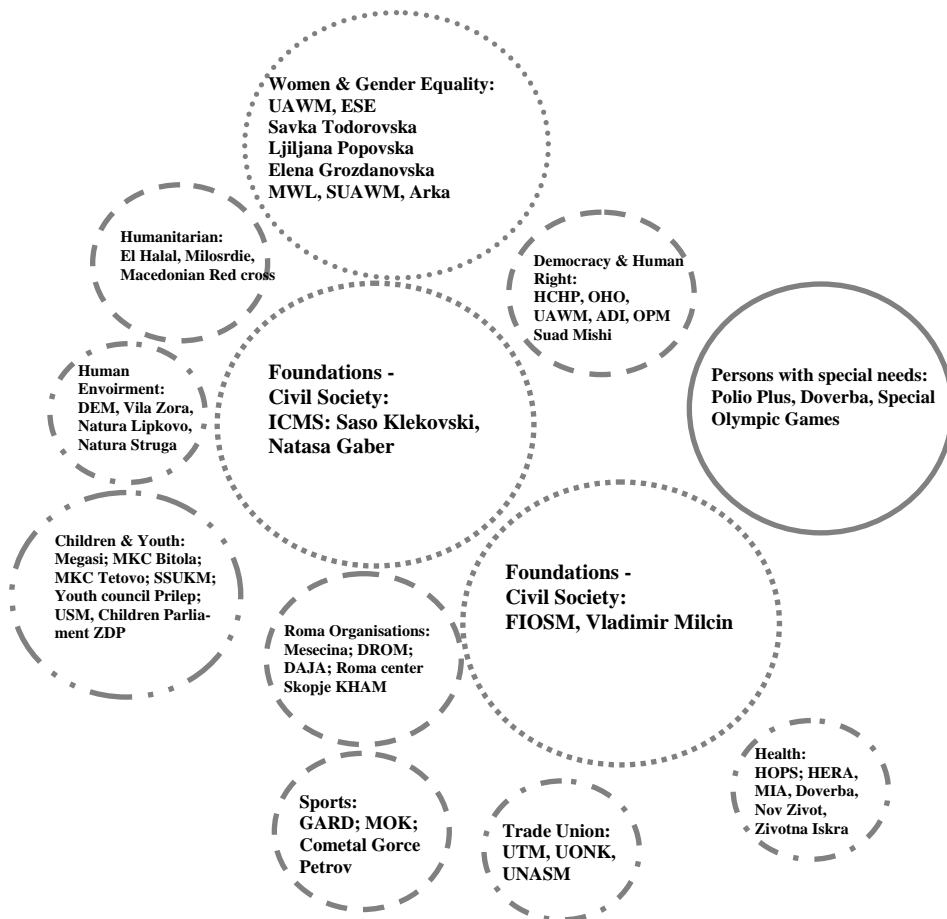 Women & Gender Equality:
UAWM, ESE
Savka Todorovska
Ljiljana Popovska
Elena Grozdanovska
MWL, SUAWM, Arka
Humanitarian:
El Halal, Milosrdie,
Macedonian Red cross
Democracy & Human
Right:
HCHP, OHO,
UAWM, ADI, OPM
Suad Mishi
Human
Envoirment:
DEM, Vila Zora,
Natura Lipkovo,
Natura Struga
Foundations -
Civil Society:
ICMS: Saso Klekovski,
Natasa Gaber
Persons with special needs:
Polio Plus, Doverba, Special
Olympic Games
Children & Youth:
Megasi; MKC Bitola;
MKC Tetovo; SSUKM;
Youth council Prilep;
USM, Children Parlia-
ment ZDP
Foundations -
Civil Society:
FIOSM, Vladimir Milcin
Roma Organisations:
Mesecina; DROM;
DAJA; Roma center
Skopje KHAM
Health:
HOPS; HERA,
MIA, Doverba,
Nov Zivot,
Zivotna Iskra
Sports:
GARD; MOK;
Cometal Gorce
Petrov
Trade Union:
UTM, UONK,
UNASM